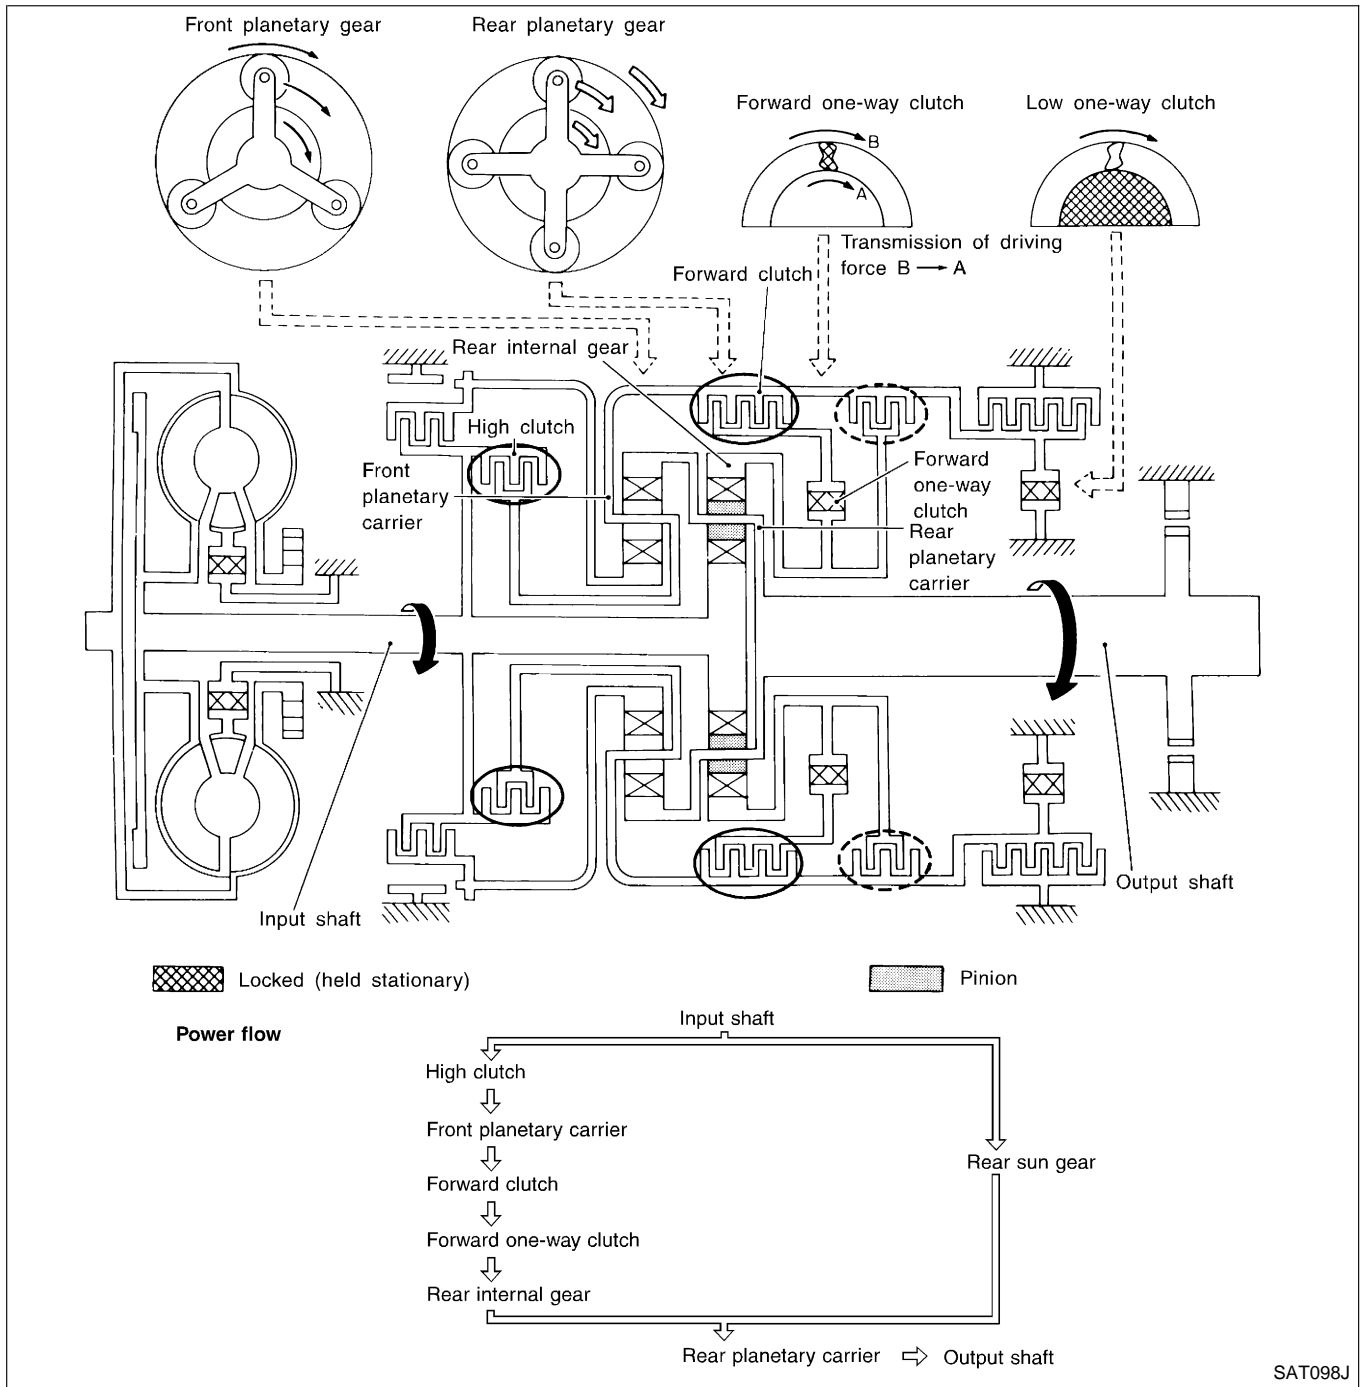 Front planetary gear
Rear planetary gear
Forward one-way clutch
Low one-way clutch
B
A
Transmission of driving
force B → A
Forward clutch
Rear internal gear
High clutch
Front
planetary
carrier
Forward
one-way
clutch
Rear
planetary
carrier
Input shaft
Output shaft
Locked (held stationary)
Pinion
Power flow
Input shaft
High clutch
Front planetary carrier
Forward clutch
Forward one-way clutch
Rear internal gear
Rear sun gear
Rear planetary carrier ⇨ Output shaft
SAT098J